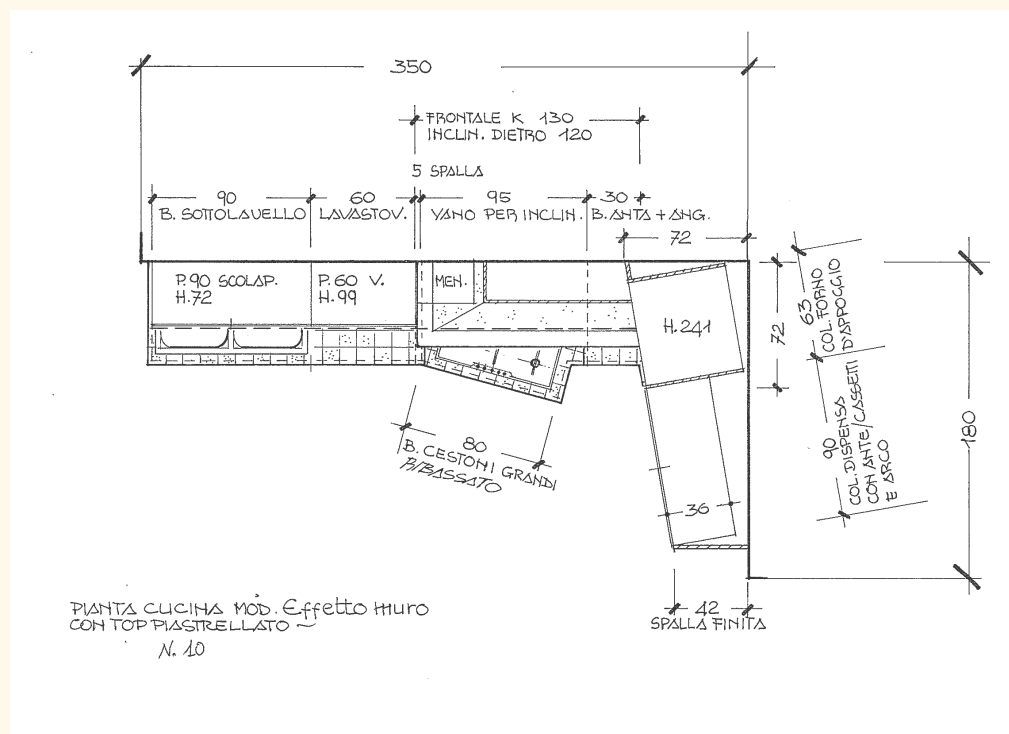 350
FRONTALE K 130
INCLIN. DIETRO 120
5 SPALLA
90
B. SOTTOLAVELLO
60
LAVASTOV.
95
VANO PER INCLIN.
30
B. ANTA + ANG.
72
P.90 SCOLAP.
H.72
P.60 V.
H.99
MEN.
H.241
72
63
COL. FORNO
D'APPOGGIO
90
COL. DISPENSA
CON ANTE/CASSETTI
E ARCO
180
80
B. CESTONI GRANDI
RIBASSATO
36
42
SPALLA FINITA
PIANTA CUCINA MOD. Effetto muro
CON TOP PIASTRELLATO ~
N. 10